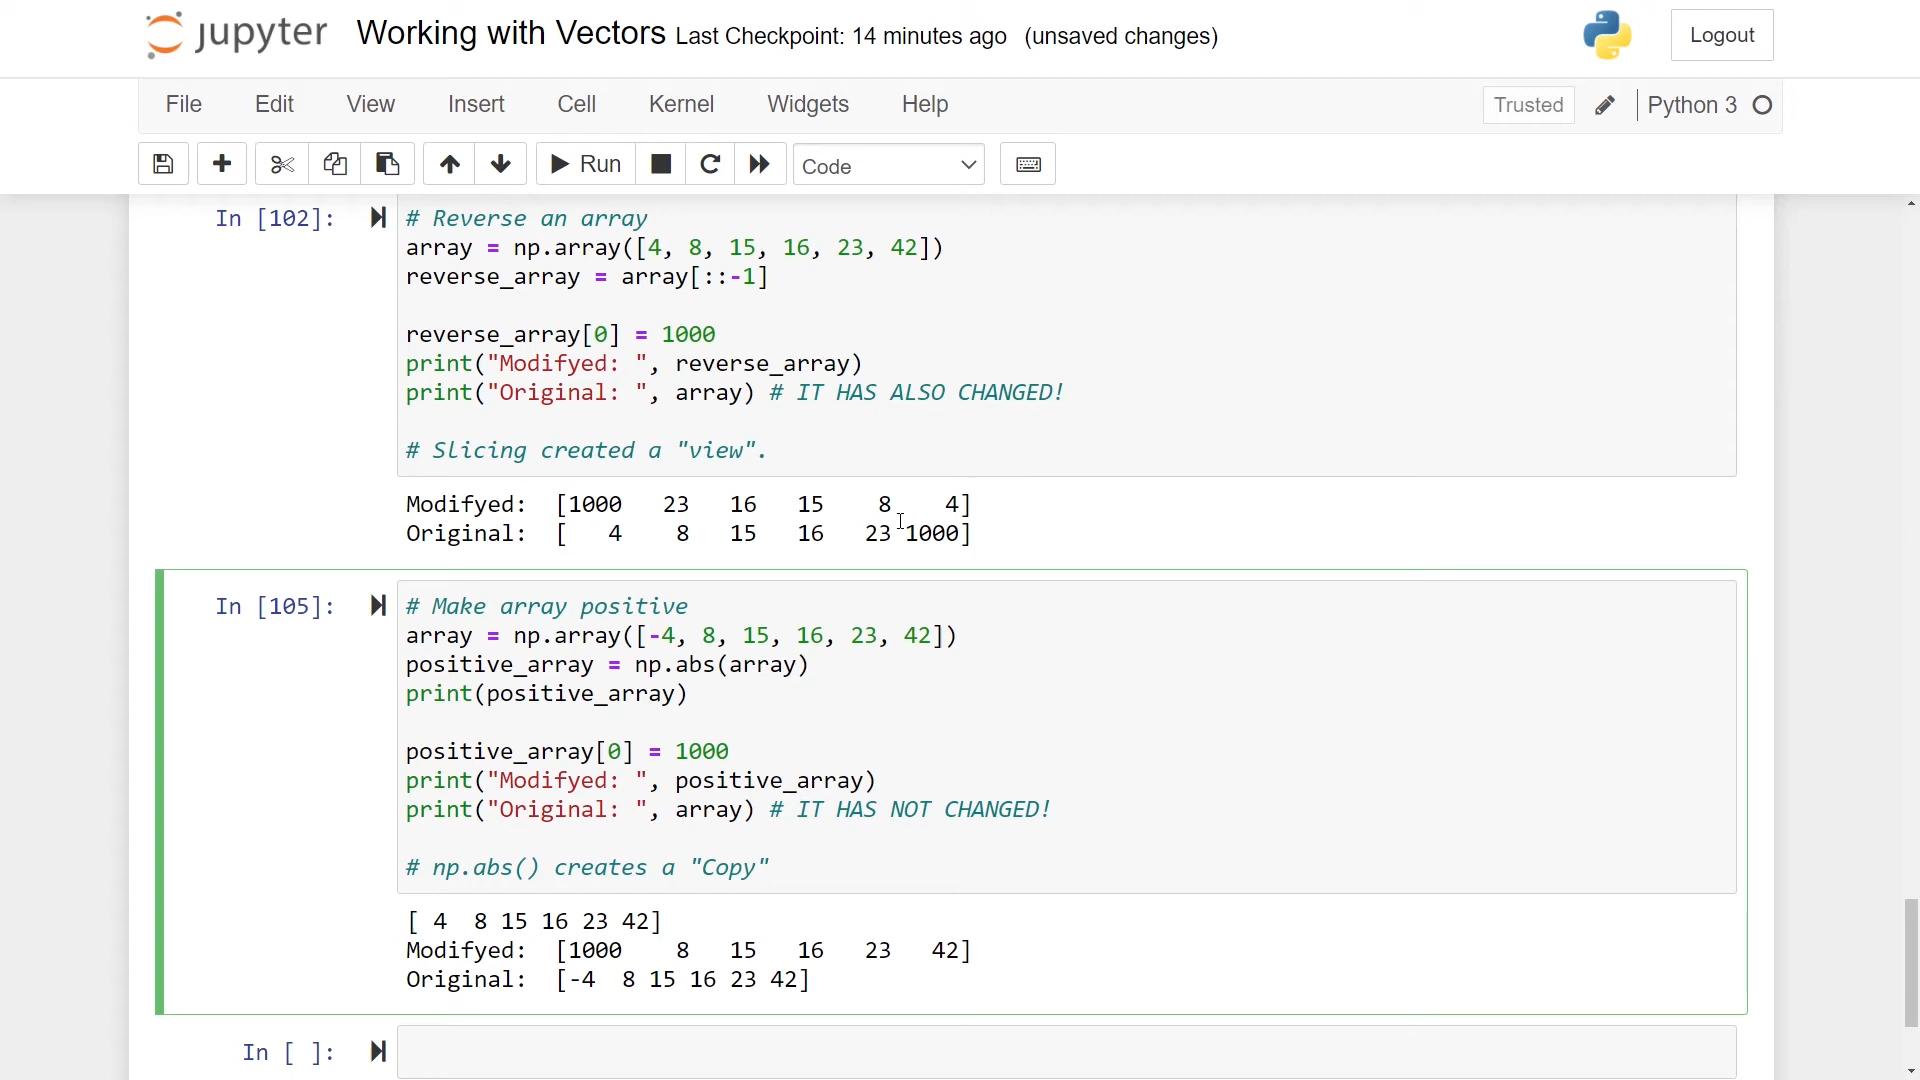 jupyter Working with Vectors Last Checkpoint: 14 minutes ago (unsaved changes) Logout
File Edit View Insert Cell Kernel Widgets Help Trusted Python 3
Run Code
In [102]: # Reverse an array
array = np.array([4, 8, 15, 16, 23, 42])
reverse_array = array[::-1]
reverse_array[0] = 1000
print("Modifyed: ", reverse_array)
print("Original: ", array) # IT HAS ALSO CHANGED!
# Slicing created a "view".
Modifyed:  [1000   23   16   15    8    4]
Original:  [   4    8   15   16   23 1000]
In [105]: # Make array positive
array = np.array([-4, 8, 15, 16, 23, 42])
positive_array = np.abs(array)
print(positive_array)
positive_array[0] = 1000
print("Modifyed: ", positive_array)
print("Original: ", array) # IT HAS NOT CHANGED!
# np.abs() creates a "Copy"
[ 4  8 15 16 23 42]
Modifyed:  [1000    8   15   16   23   42]
Original:  [-4  8 15 16 23 42]
In [ ]: